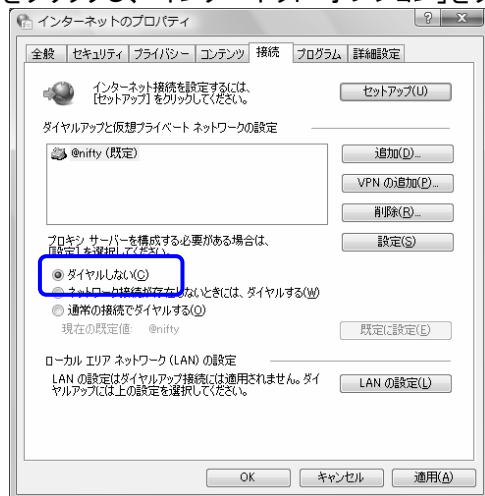 インターネットのプロパティ
全般 セキュリティ プライバシー コンテンツ 接続 プログラム 詳細設定
インターネット接続を設定するには、
[セットアップ] をクリックしてください。
セットアップ(U)
ダイヤルアップと仮想プライベート ネットワークの設定
@nifty (既定)
追加(D)...
VPN の追加(P)...
削除(R)...
プロキシ サーバーを構成する必要がある場合は、
[設定] を選択してください。
設定(S)
ダイヤルしない(C)
ネットワーク接続が存在しないときには、ダイヤルする(W)
通常の接続でダイヤルする(O)
現在の既定値: @nifty
既定に設定(E)
ローカル エリア ネットワーク (LAN) の設定
LAN の設定はダイヤルアップ接続には適用されません。ダイ
ヤルアップには上の設定を選択してください。
LAN の設定(L)
OK キャンセル 適用(A)